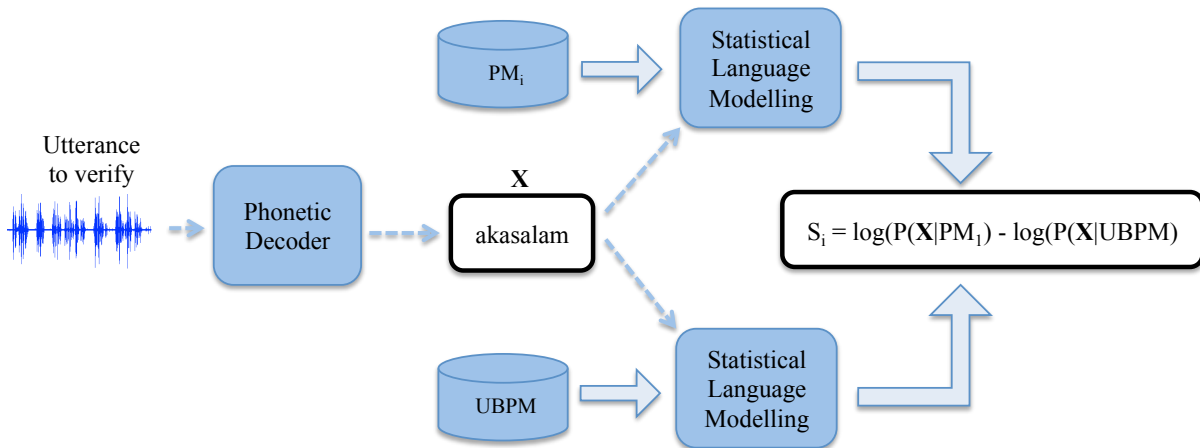 PMᵢ
Statistical
Language
Modelling
Utterance
to verify
Phonetic
Decoder
X
akasalam
Sᵢ = log(P(X|PM₁) - log(P(X|UBPM)
UBPM
Statistical
Language
Modelling